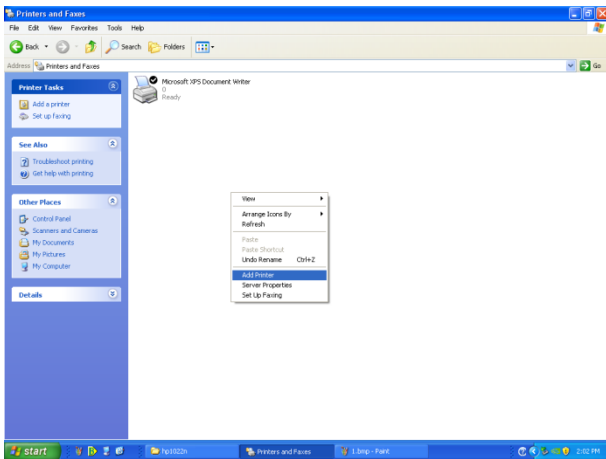 Printers and Faxes
File Edit View Favorites Tools Help
Back Search Folders
Address Printers and Faxes Go
Printer Tasks
Add a printer
Set up faxing
See Also
Troubleshoot printing
Get help with printing
Other Places
Control Panel
Scanners and Cameras
My Documents
My Pictures
My Computer
Details
Microsoft XPS Document Writer
0
Ready
View
Arrange Icons By
Refresh
Paste
Paste Shortcut
Undo Rename Ctrl+Z
Add Printer
Server Properties
Set Up Faxing
start hp1022n Printers and Faxes 1.bmp - Paint 2:02 PM